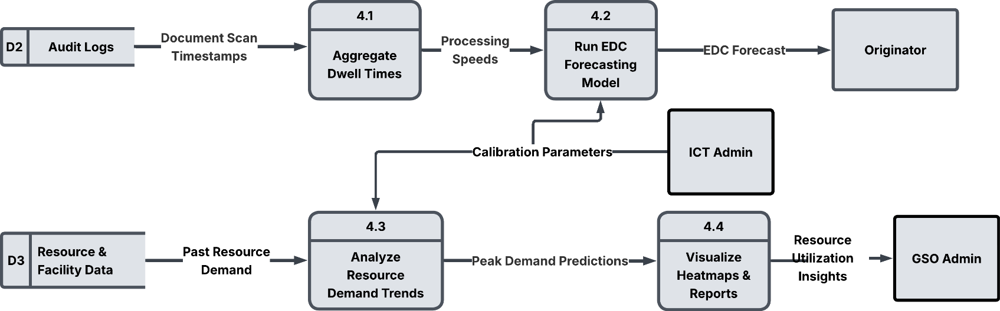 D2
Audit Logs
Document Scan
Timestamps
4.1
Aggregate
Dwell Times
Processing
Speeds
4.2
Run EDC
Forecasting
Model
EDC Forecast
Originator
Calibration Parameters
ICT Admin
D3
Resource &
Facility Data
Past Resource
Demand
4.3
Analyze
Resource
Demand Trends
Peak Demand Predictions
4.4
Visualize
Heatmaps &
Reports
Resource
Utilization
Insights
GSO Admin